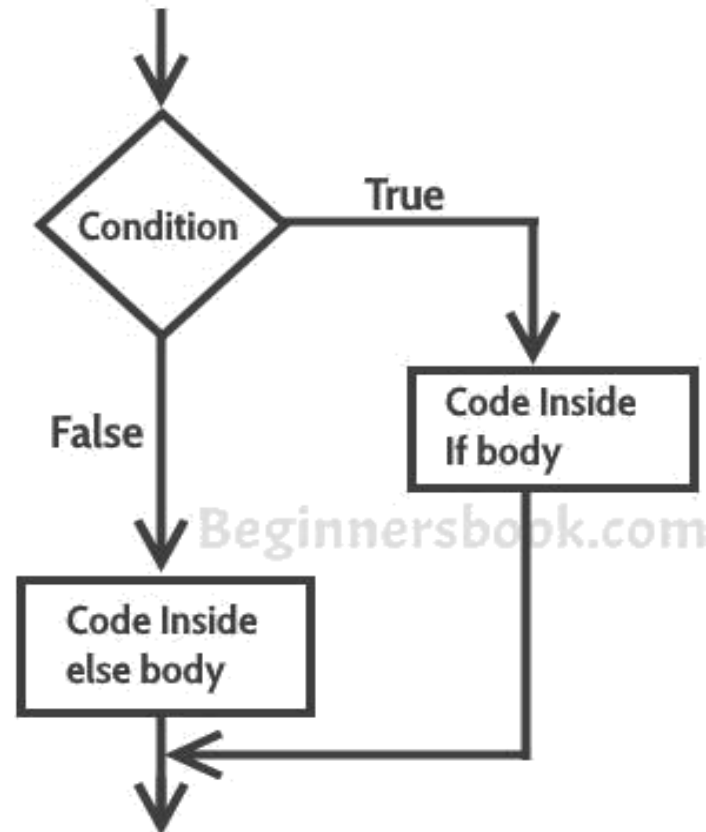 True
Condition
Code Inside
If body
False
Beginnersbook.com
Code Inside
else body